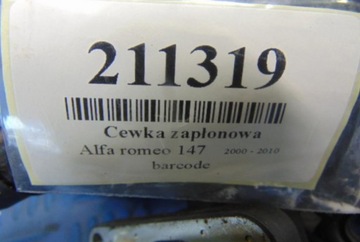 211319
Cewka zapłonowa
Alfa romeo 147 2000 - 2010
barcode